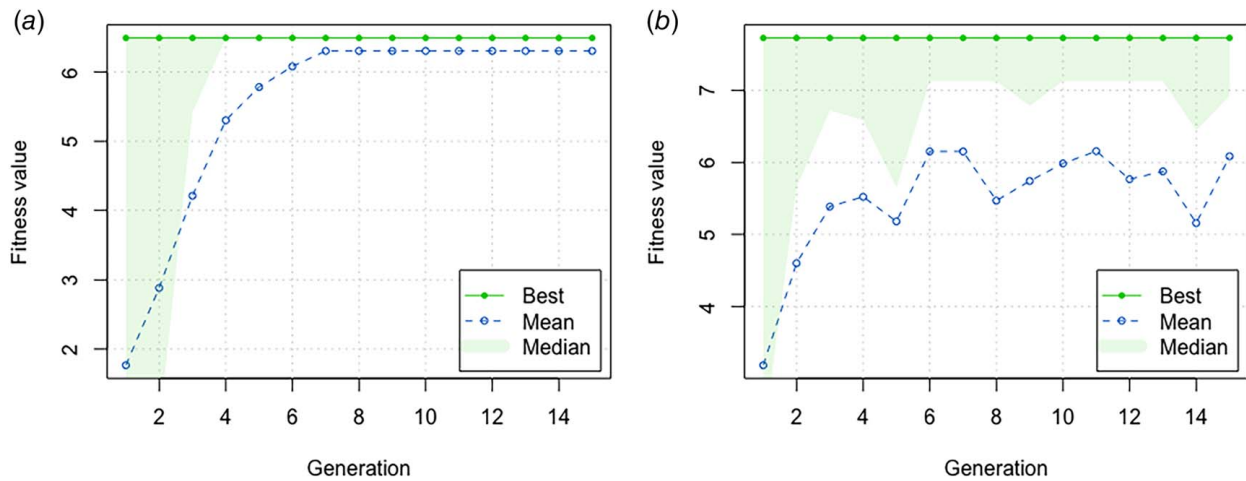 (a)
Fitness value
6
5
4
3
2
Best
Mean
Median
2 4 6 8 10 12 14
Generation
(b)
Fitness value
7
6
5
4
Best
Mean
Median
2 4 6 8 10 12 14
Generation